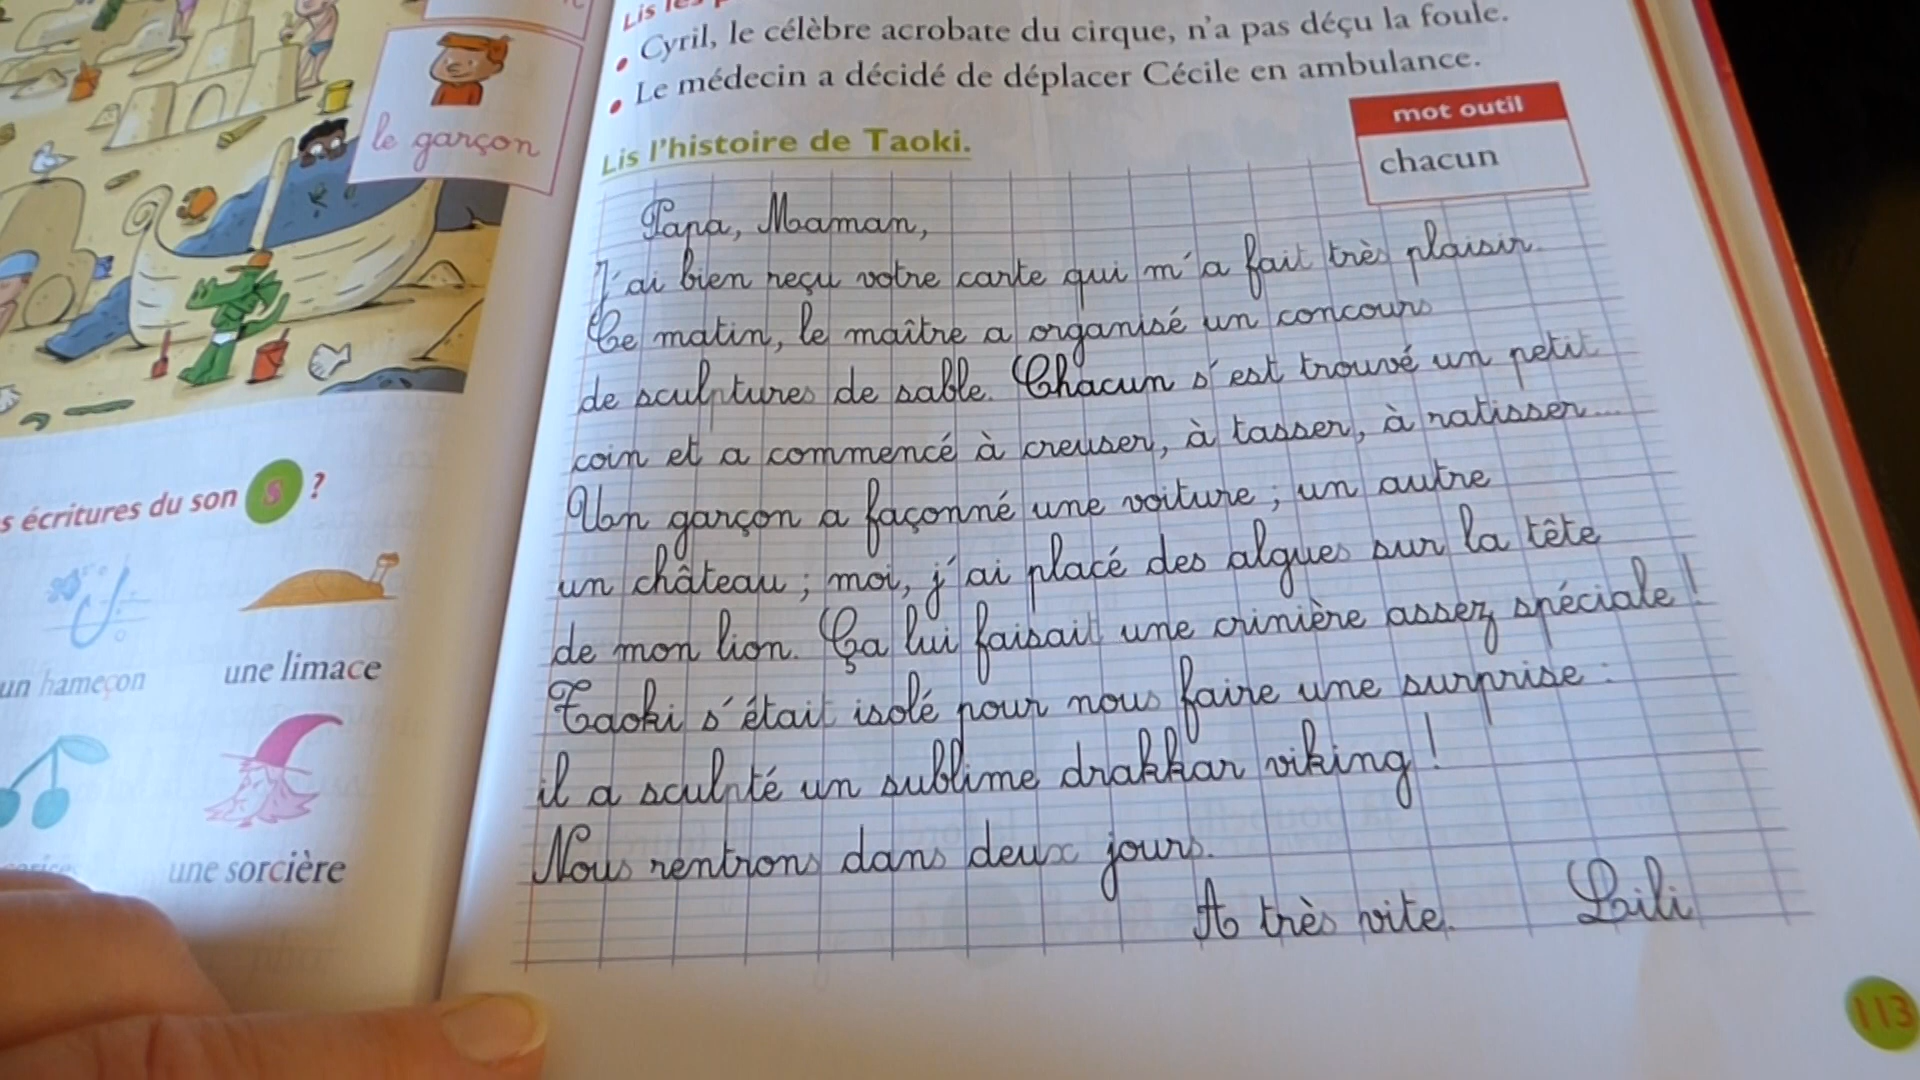 le garçon
s écritures du son s ?
un hameçon
une limace
une sorcière
Lis les
Cyril, le célèbre acrobate du cirque, n'a pas déçu la foule.
Le médecin a décidé de déplacer Cécile en ambulance.
mot outil
chacun
Lis l'histoire de Taoki.
Papa, Maman,
J'ai bien reçu votre carte qui m'a fait très plaisir.
Ce matin, le maître a organisé un concours
de sculptures de sable. Chacun s'est trouvé un petit
coin et a commencé à creuser, à tasser, à ratisser...
Un garçon a façonné une voiture ; un autre
un château ; moi, j'ai placé des algues sur la tête
de mon lion. Ça lui faisait une crinière assez spéciale !
Taoki s'était isolé pour nous faire une surprise :
il a sculpté un sublime drakkar viking !
Nous rentrons dans deux jours.
A très vite. Lili
113